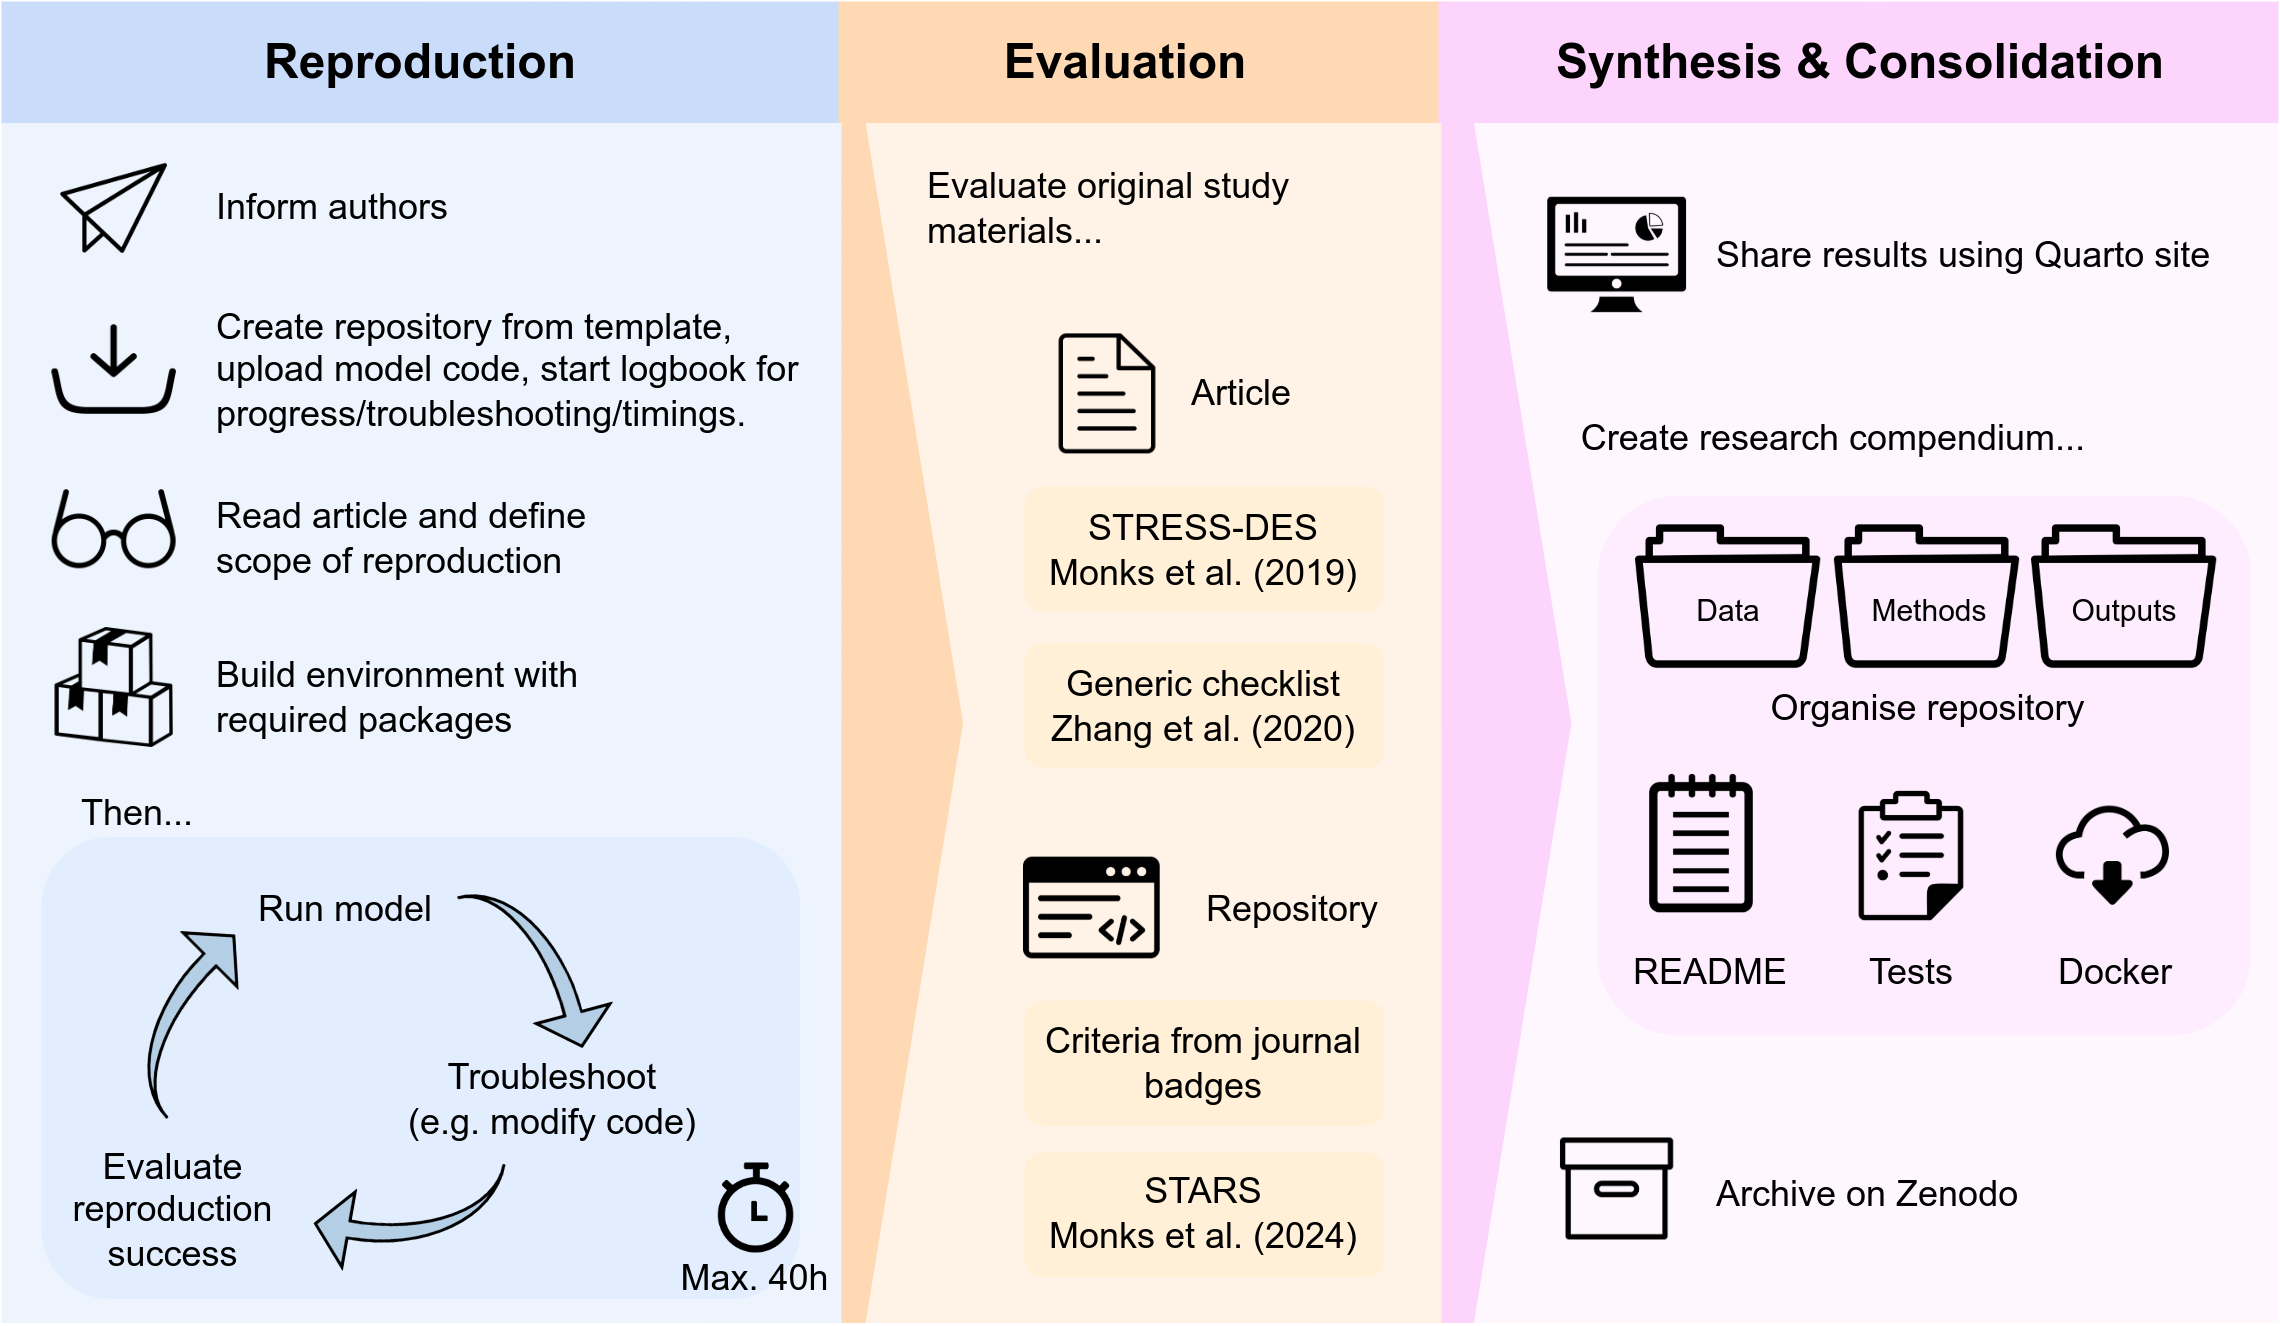 Reproduction
Inform authors
Create repository from template,
upload model code, start logbook for
progress/troubleshooting/timings.
Read article and define
scope of reproduction
Build environment with
required packages
Then...
Run model
Troubleshoot
(e.g. modify code)
Evaluate
reproduction
success
Max. 40h
Evaluation
Evaluate original study
materials...
Article
STRESS-DES
Monks et al. (2019)
Generic checklist
Zhang et al. (2020)
Repository
Criteria from journal
badges
STARS
Monks et al. (2024)
Synthesis & Consolidation
Share results using Quarto site
Create research compendium...
Data
Methods
Outputs
Organise repository
README
Tests
Docker
Archive on Zenodo